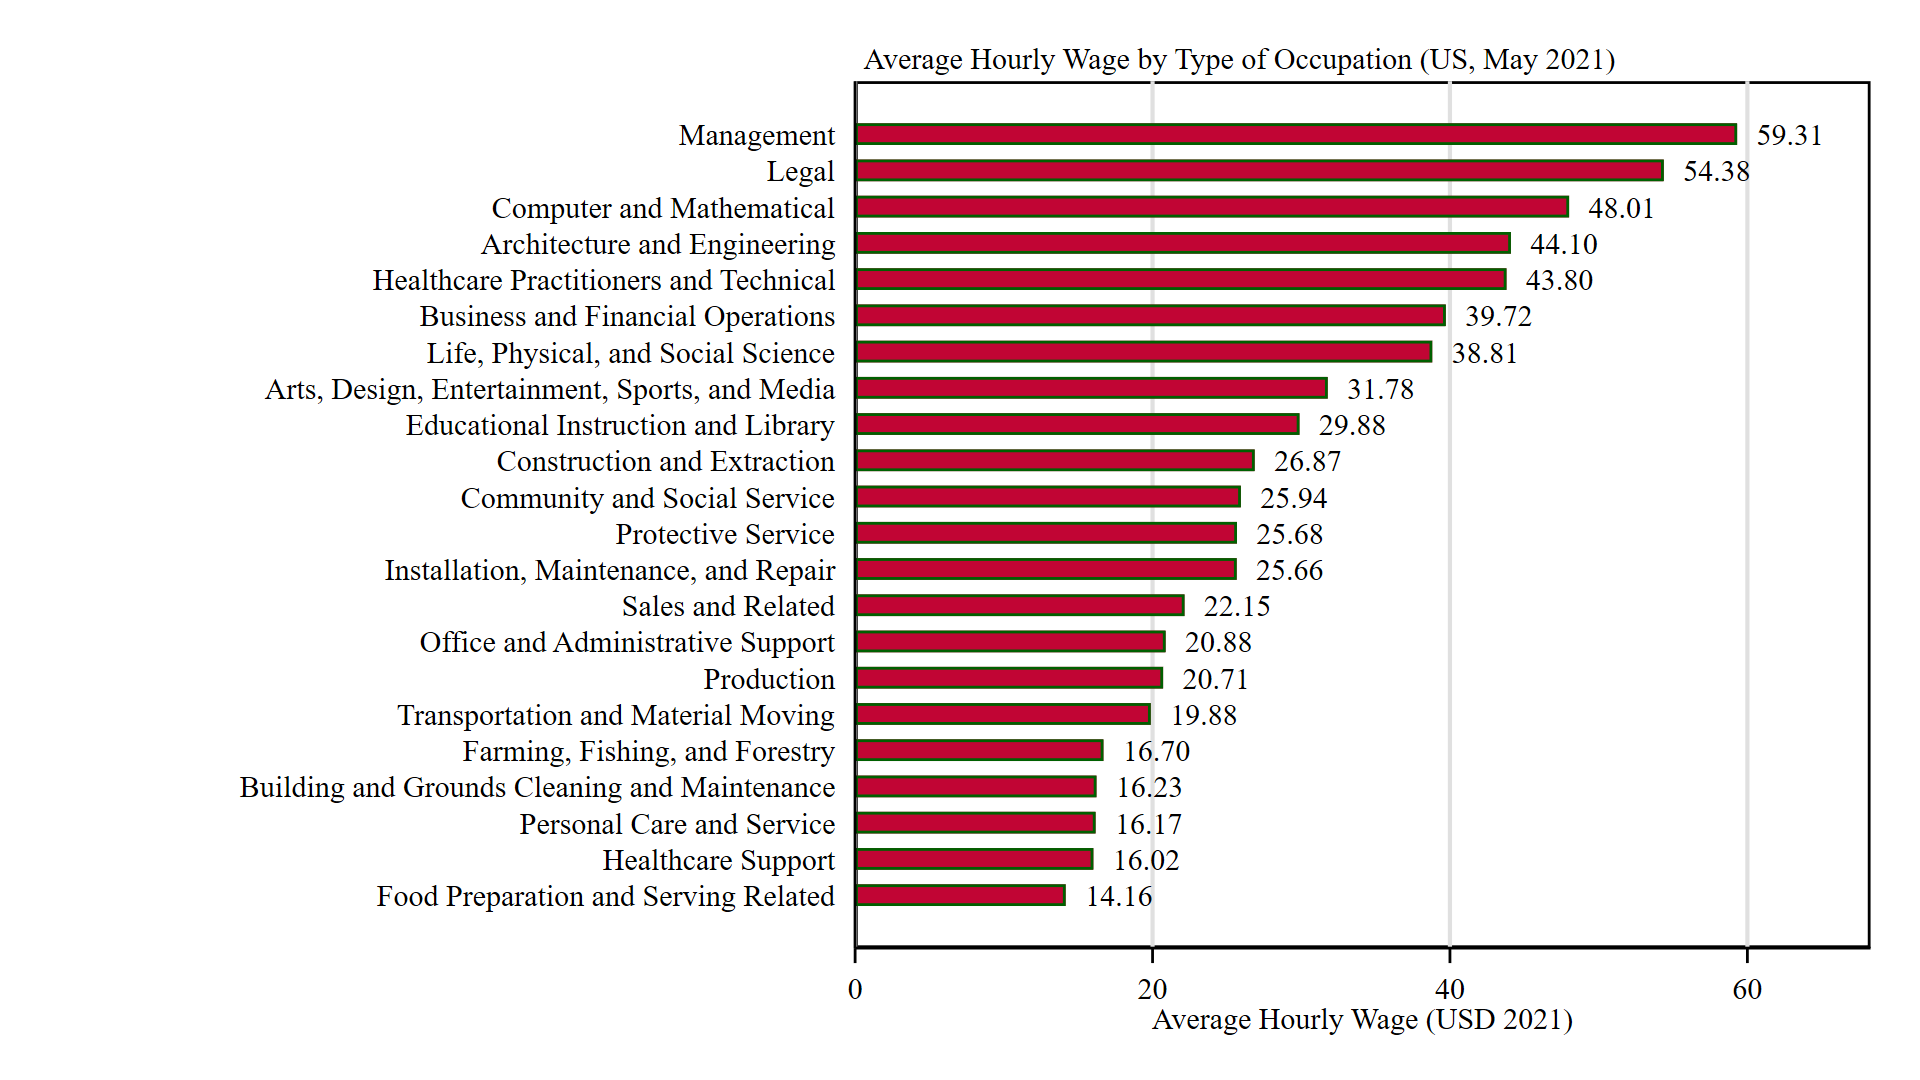 Average Hourly Wage by Type of Occupation (US, May 2021)
Management 59.31
Legal 54.38
Computer and Mathematical 48.01
Architecture and Engineering 44.10
Healthcare Practitioners and Technical 43.80
Business and Financial Operations 39.72
Life, Physical, and Social Science 38.81
Arts, Design, Entertainment, Sports, and Media 31.78
Educational Instruction and Library 29.88
Construction and Extraction 26.87
Community and Social Service 25.94
Protective Service 25.68
Installation, Maintenance, and Repair 25.66
Sales and Related 22.15
Office and Administrative Support 20.88
Production 20.71
Transportation and Material Moving 19.88
Farming, Fishing, and Forestry 16.70
Building and Grounds Cleaning and Maintenance 16.23
Personal Care and Service 16.17
Healthcare Support 16.02
Food Preparation and Serving Related 14.16
0 20 40 60
Average Hourly Wage (USD 2021)